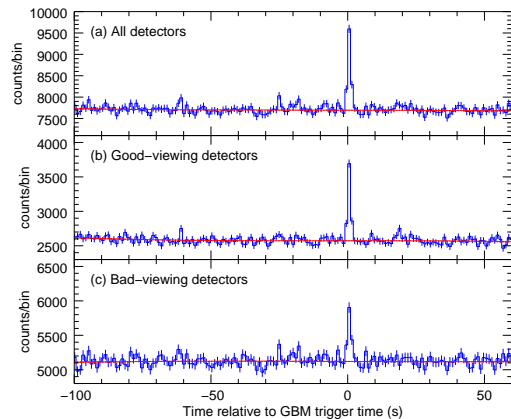 10000
9500
9000
8500
8000
7500
counts/bin
(a) All detectors
4000
3500
3000
2500
counts/bin
(b) Good−viewing detectors
6500
6000
5500
5000
counts/bin
(c) Bad−viewing detectors
−100 −50 0 50
Time relative to GBM trigger time (s)